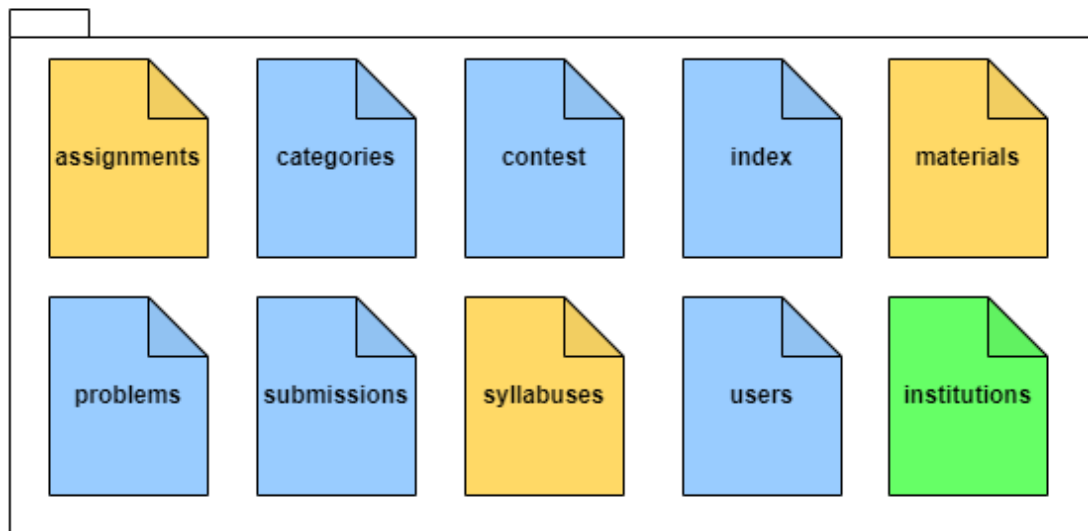 assignments
categories
contest
index
materials
problems
submissions
syllabuses
users
institutions